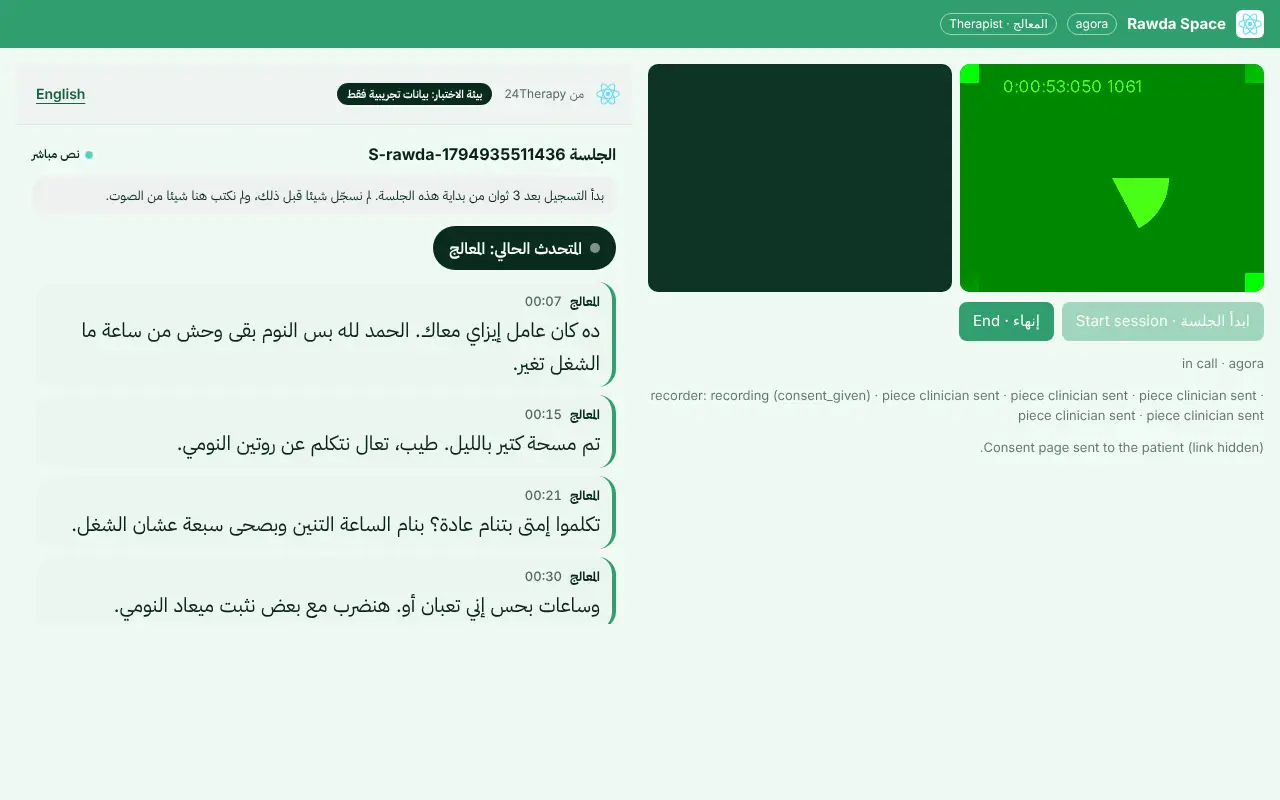 Rawda Space
agora
المعالج · Therapist
من 24Therapy
بيئة الاختبار: بيانات تجريبية فقط
English
الجلسة S-rawda-1794935511436
نص مباشر
بدأ التسجيل بعد 3 ثوان من بداية هذه الجلسة. لم نسجّل شيئا قبل ذلك، ولم نكتب هنا شيئا من الصوت.
المتحدث الحالي: المعالج
المعالج 00:07
ده كان عامل إيزاي معاك. الحمد لله بس النوم بقى وحش من ساعة ما
الشغل تغير.
المعالج 00:15
تم مسحة كتير بالليل. طيب، تعال نتكلم عن روتين النومي.
المعالج 00:21
تكلموا إمتى بتنام عادة؟ بنام الساعة التنين وبصحى سبعة عشان الشغل.
المعالج 00:30
وساعات بحس إني تعبان أو. هنضرب مع بعض نثبت ميعاد النومي.
0:00:53:050 1061
ابدأ الجلسة · Start session
إنهاء · End
in call · agora
recorder: recording (consent_given) · piece clinician sent · piece clinician sent · piece clinician sent ·
piece clinician sent · piece clinician sent
Consent page sent to the patient (link hidden).